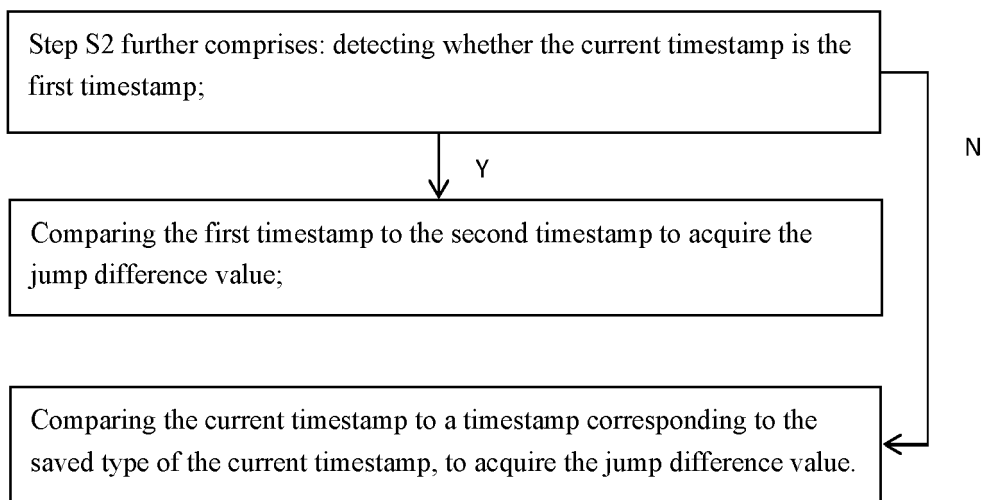 Step S2 further comprises: detecting whether the current timestamp is the
first timestamp;
N
Y
Comparing the first timestamp to the second timestamp to acquire the
jump difference value;
Comparing the current timestamp to a timestamp corresponding to the
saved type of the current timestamp, to acquire the jump difference value.